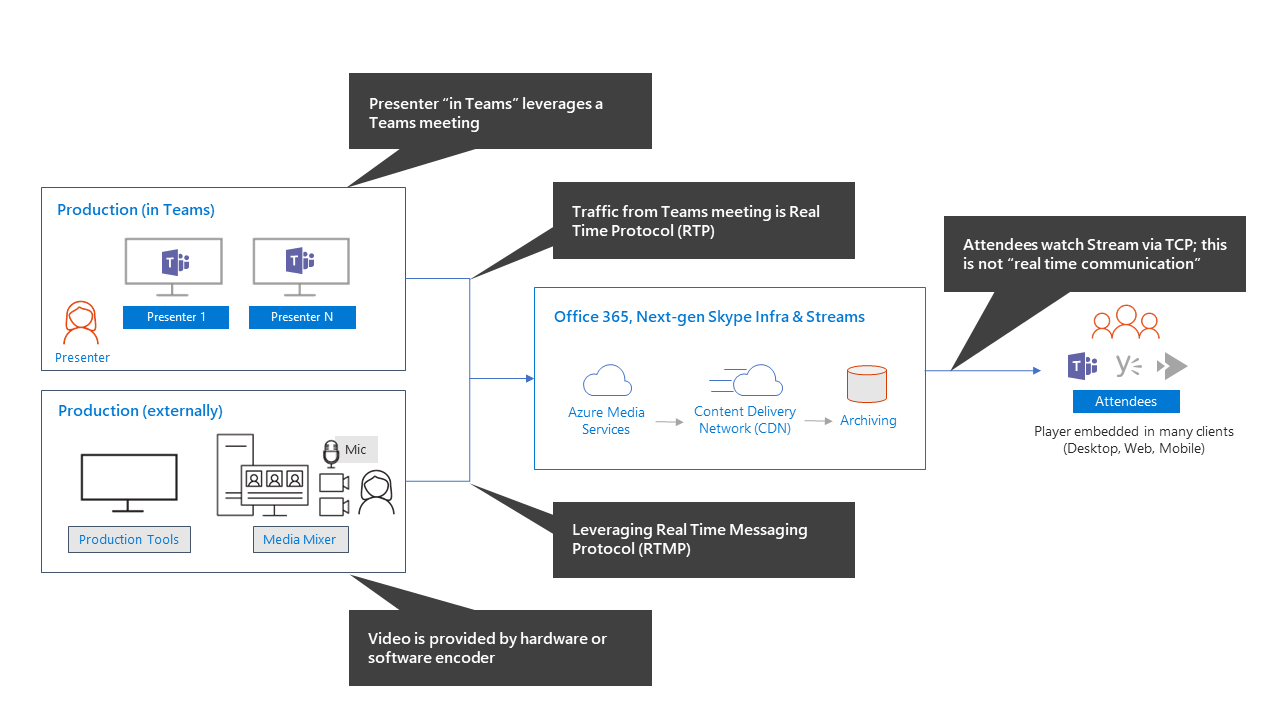 Presenter “in Teams” leverages a
Teams meeting
Production (in Teams)
T
T
Presenter 1
Presenter N
Presenter
Traffic from Teams meeting is Real
Time Protocol (RTP)
Attendees watch Stream via TCP; this
is not “real time communication”
Office 365, Next-gen Skype Infra & Streams
Azure Media
Services
Content Delivery
Network (CDN)
Archiving
T
Attendees
Player embedded in many clients
(Desktop, Web, Mobile)
Production (externally)
Mic
Production Tools
Media Mixer
Leveraging Real Time Messaging
Protocol (RTMP)
Video is provided by hardware or
software encoder